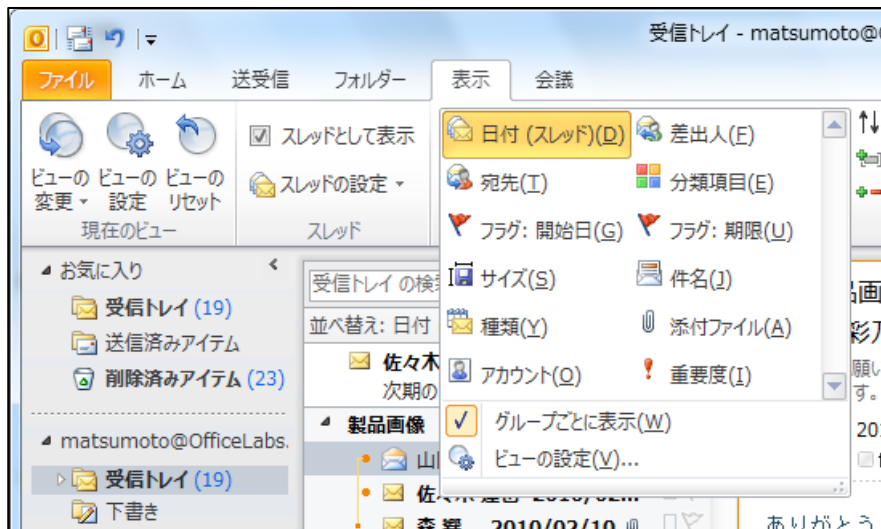 受信トレイ - matsumoto@
ファイル ホーム 送受信 フォルダー 表示 会議
ビューの変更 ビューの設定 ビューのリセット
現在のビュー
スレッドとして表示
スレッドの設定
スレッド
日付 (スレッド)(D) 差出人(F)
宛先(T) 分類項目(E)
フラグ: 開始日(G) フラグ: 期限(U)
サイズ(S) 件名(J)
種類(Y) 添付ファイル(A)
アカウント(O) 重要度(I)
グループごとに表示(W)
ビューの設定(V)...
お気に入り
受信トレイ (19)
送信済みアイテム
削除済みアイテム (23)
matsumoto@OfficeLabs.
受信トレイ (19)
下書き
受信トレイ の検
並べ替え: 日付
佐々木
次期の
製品画像
2010/02/10
ありがとう